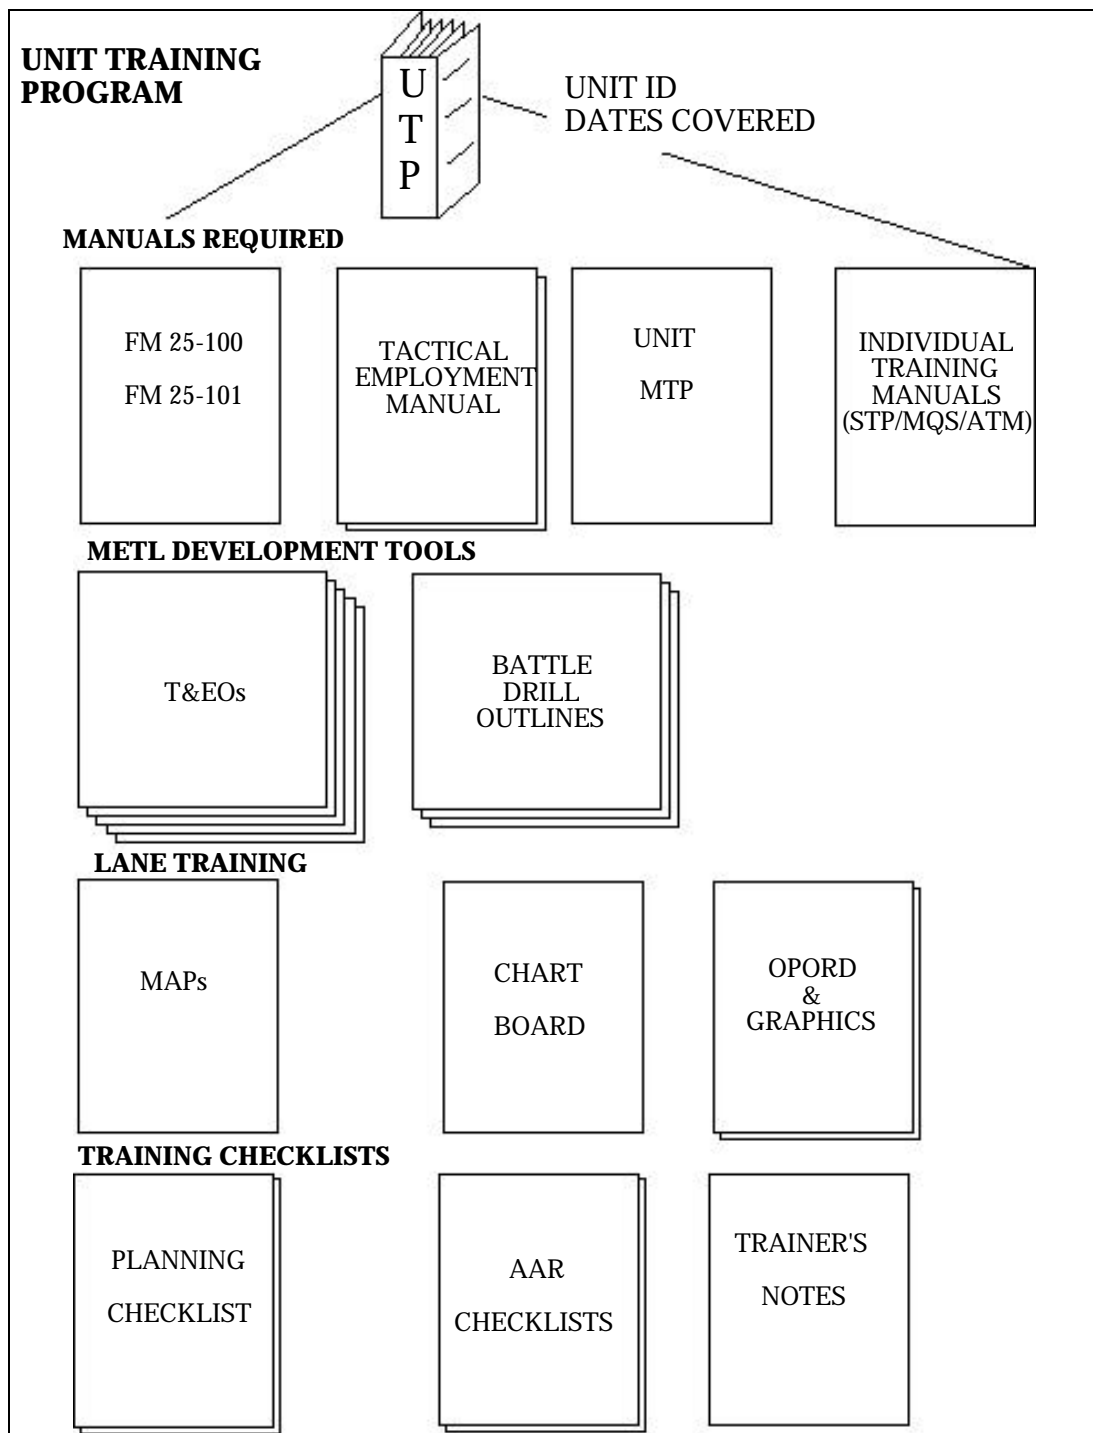 UNIT TRAINING
PROGRAM
U
T
P
UNIT ID
DATES COVERED
MANUALS REQUIRED
FM 25-100
FM 25-101
TACTICAL
EMPLOYMENT
MANUAL
UNIT
MTP
INDIVIDUAL
TRAINING
MANUALS
(STP/MQS/ATM)
METL DEVELOPMENT TOOLS
T&EOs
BATTLE
DRILL
OUTLINES
LANE TRAINING
MAPs
CHART
BOARD
OPORD
&
GRAPHICS
TRAINING CHECKLISTS
PLANNING
CHECKLIST
AAR
CHECKLISTS
TRAINER'S
NOTES